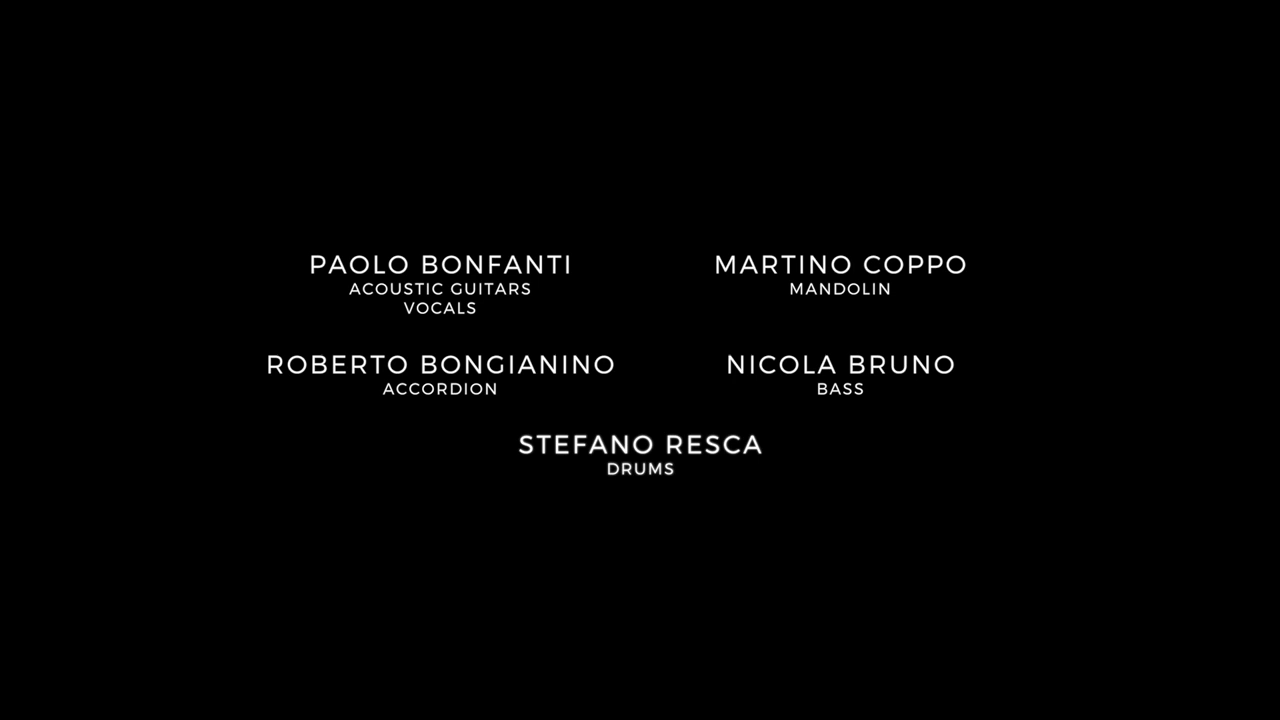 PAOLO BONFANTI
ACOUSTIC GUITARS
VOCALS
MARTINO COPPO
MANDOLIN
ROBERTO BONGIANINO
ACCORDION
NICOLA BRUNO
BASS
STEFANO RESCA
DRUMS